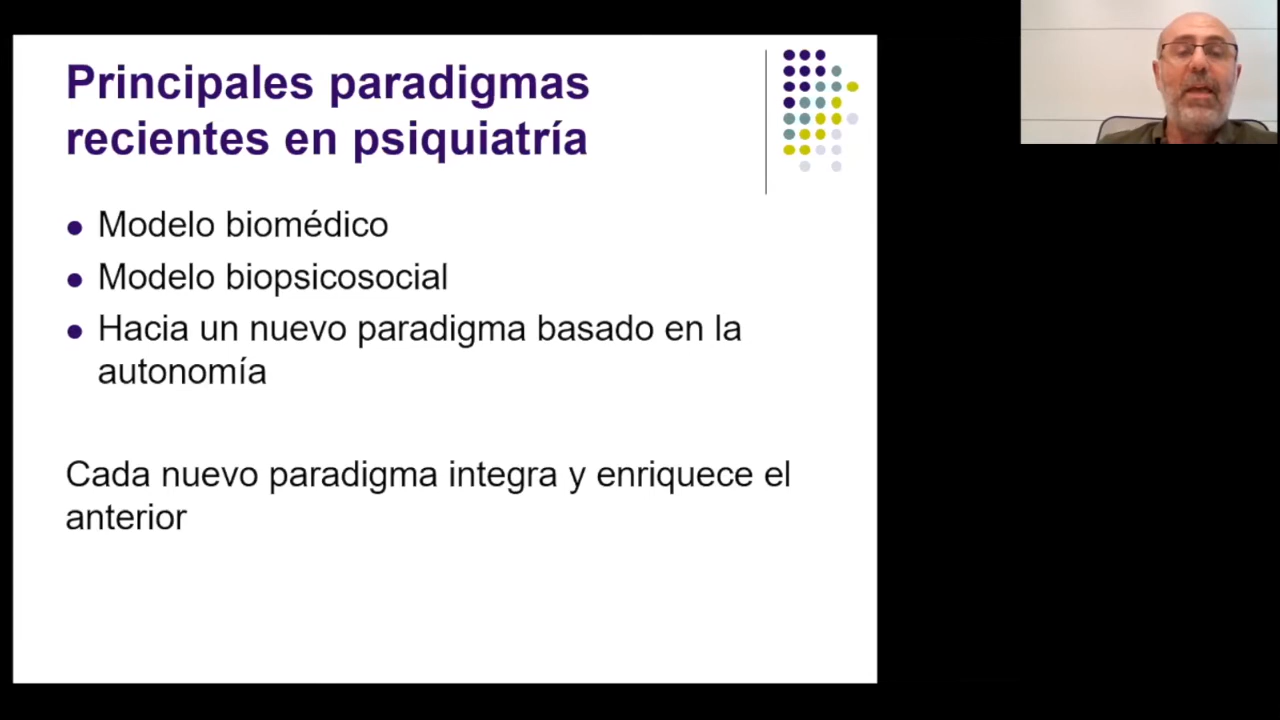 Principales paradigmas
recientes en psiquiatría
Modelo biomédico
Modelo biopsicosocial
Hacia un nuevo paradigma basado en la
autonomía
Cada nuevo paradigma integra y enriquece el
anterior